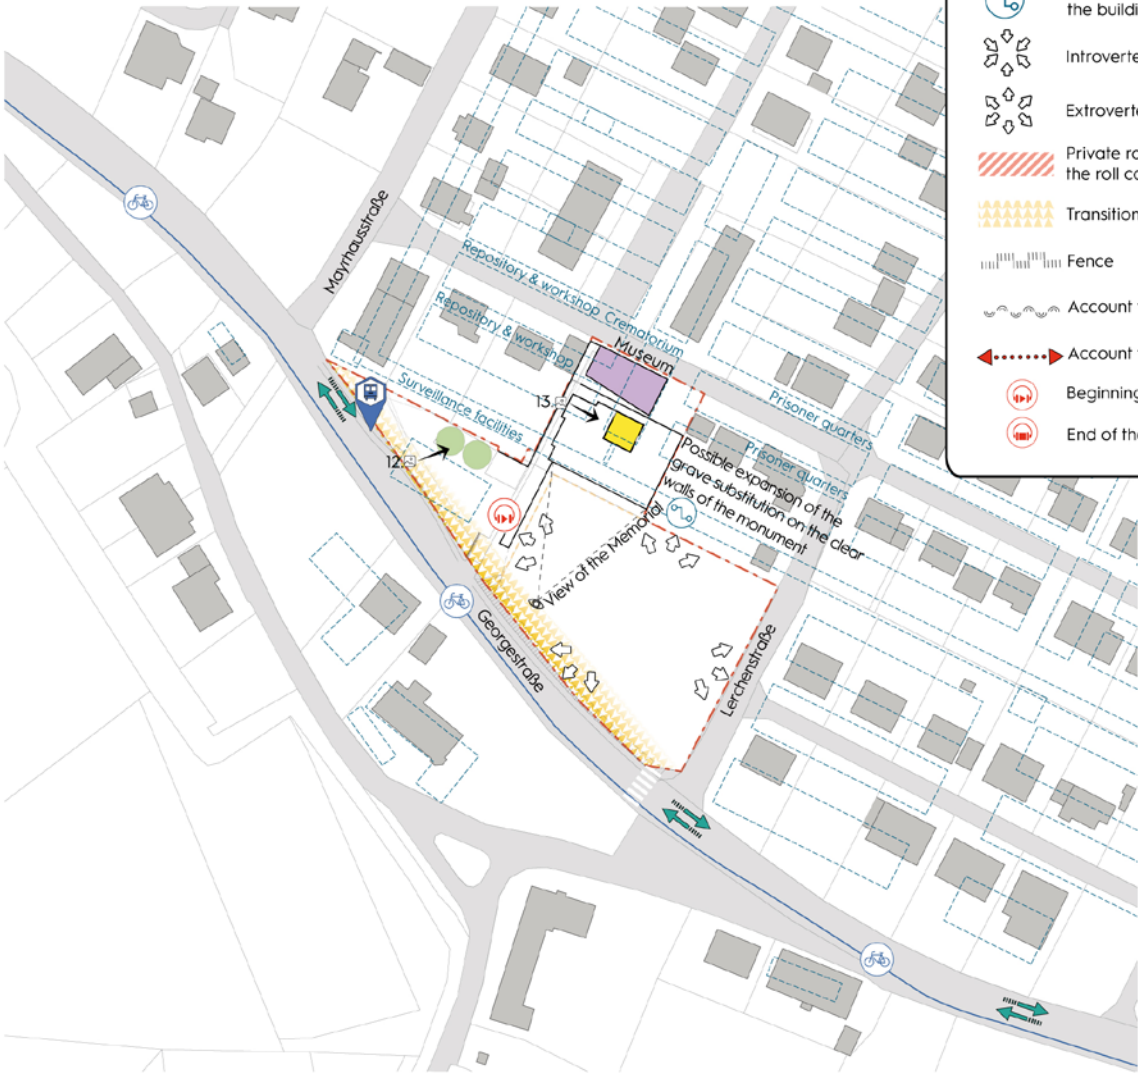 the buildi
Introverte
Extroverte
Private ro
the roll co
Transition
Fence
Account
Account
Beginning
End of the
Mayrhausstraße
Repository & workshop Crematorium
Repository & workshop
Museum
Surveillance facilities
Prisoner quarters
Prisoner quarters
13.
12.
Possible expansion of the
grave substitution on the clear
walls of the monument
View of the Memorial
Georgestraße
Lerchenstraße